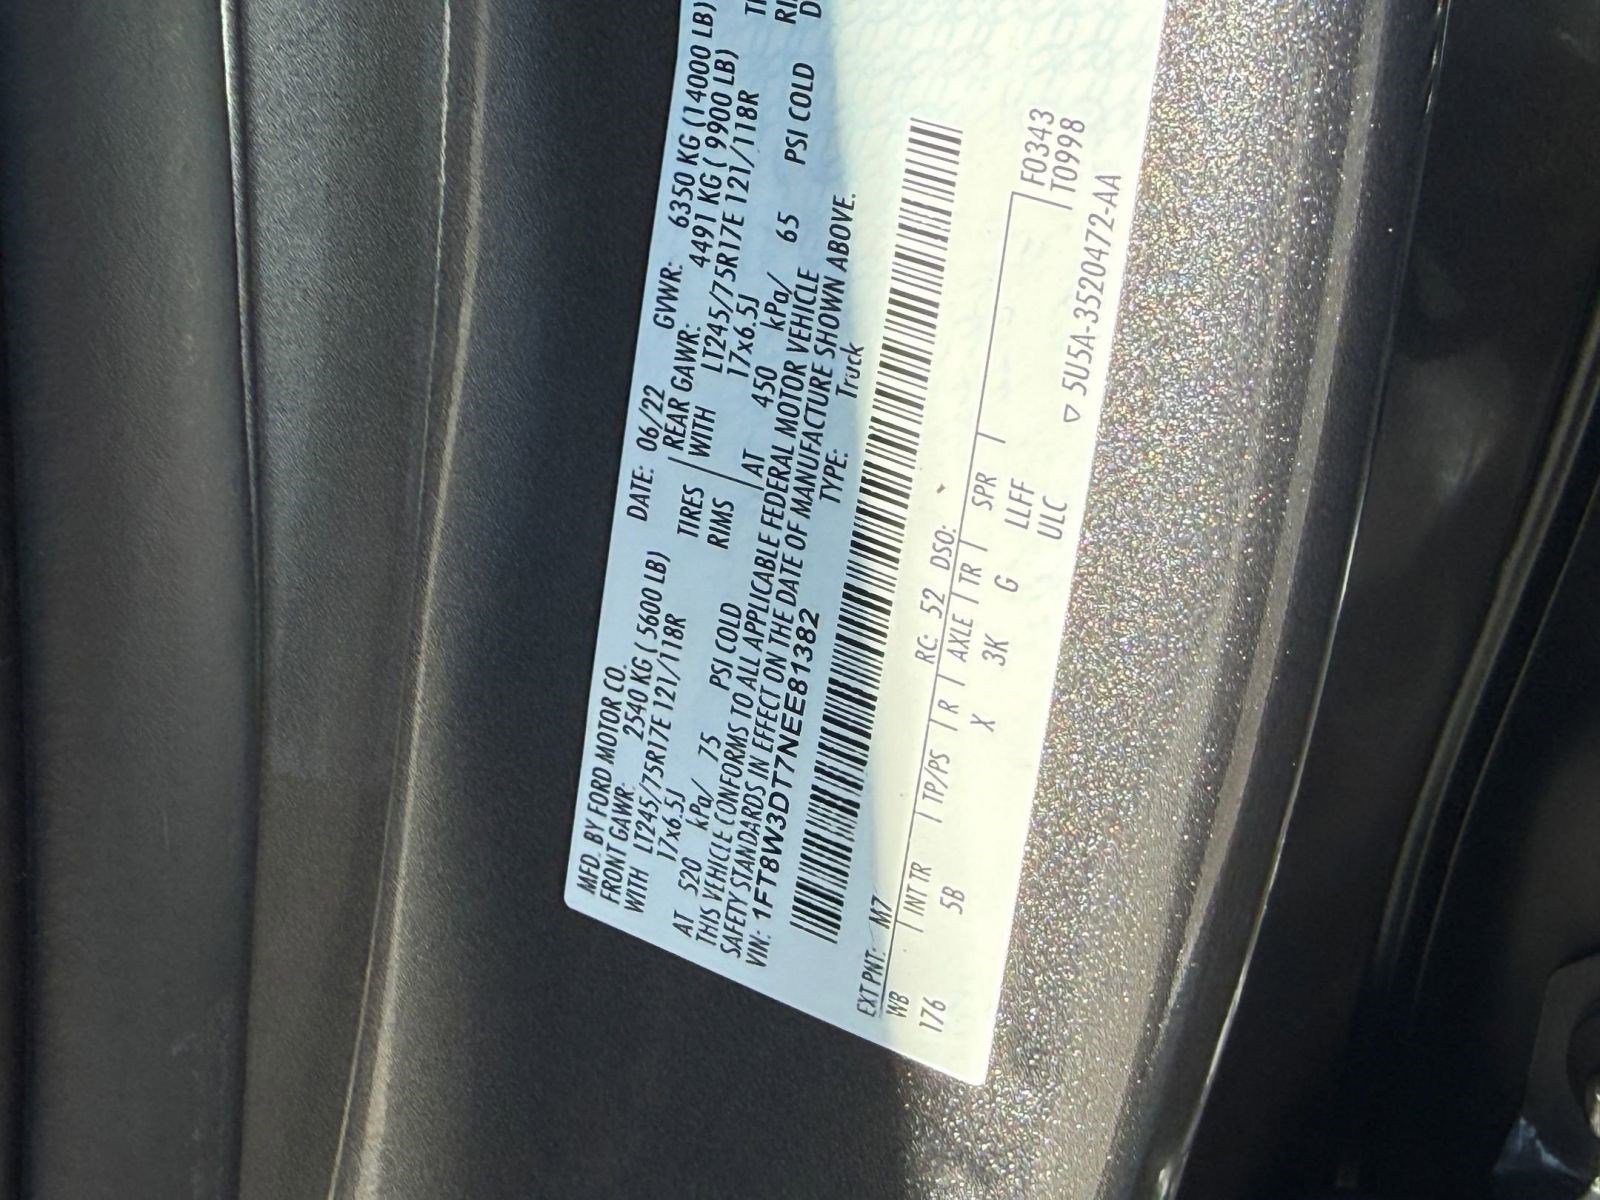 MFD. BY FORD MOTOR CO.
DATE: 06/22 GVWR: 6350 KG (14000 LB)
FRONT GAWR: 2540 KG ( 5600 LB) REAR GAWR: 4491 KG ( 9900 LB)
WITH LT245/75R17E 121/118R TIRES WITH LT245/75R17E 121/118R
17x6.5J RIMS 17x6.5J
AT 520 kPa/ 75 PSI COLD AT 450 kPa/ 65 PSI COLD
THIS VEHICLE CONFORMS TO ALL APPLICABLE FEDERAL MOTOR VEHICLE
SAFETY STANDARDS IN EFFECT ON THE DATE OF MANUFACTURE SHOWN ABOVE.
VIN: 1FT8W3DT7NEE81382 TYPE: Truck
EXT PNT: M7 RC: 52 DSO:
WB INT TR TP/PS R AXLE TR SPR
176 5B X 3K G LLFF
ULC
F0343
T0998
▽ 5U5A-3520472-AA